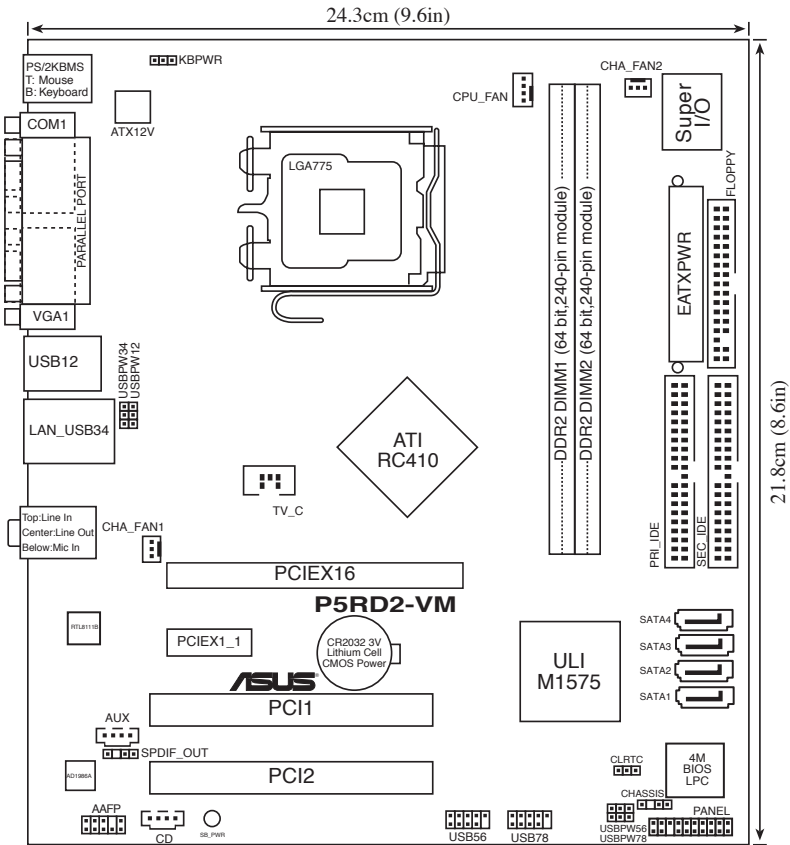 24.3cm (9.6in)
PS/2KBMS
T: Mouse
B: Keyboard
KBPWR
CHA_FAN2
CPU_FAN
Super
I/O
COM1
ATX12V
LGA775
FLOPPY
PARALLEL PORT
DDR2 DIMM1 (64 bit,240-pin module)
DDR2 DIMM2 (64 bit,240-pin module)
EATXPWR
VGA1
USB12
USBPW34
USBPW12
21.8cm (8.6in)
LAN_USB34
ATI
RC410
TV_C
Top:Line In
Center:Line Out
Below:Mic In
CHA_FAN1
PRI_IDE
SEC_IDE
PCIEX16
P5RD2-VM
RTL8111B
PCIEX1_1
CR2032 3V
Lithium Cell
CMOS Power
ULI
M1575
SATA4
SATA3
SATA2
SATA1
ASUS
PCI1
AUX
SPDIF_OUT
AD1986A
PCI2
CLRTC
4M
BIOS
LPC
CHASSIS
AAFP
CD
SB_PWR
USB56
USB78
USBPW56
USBPW78
PANEL